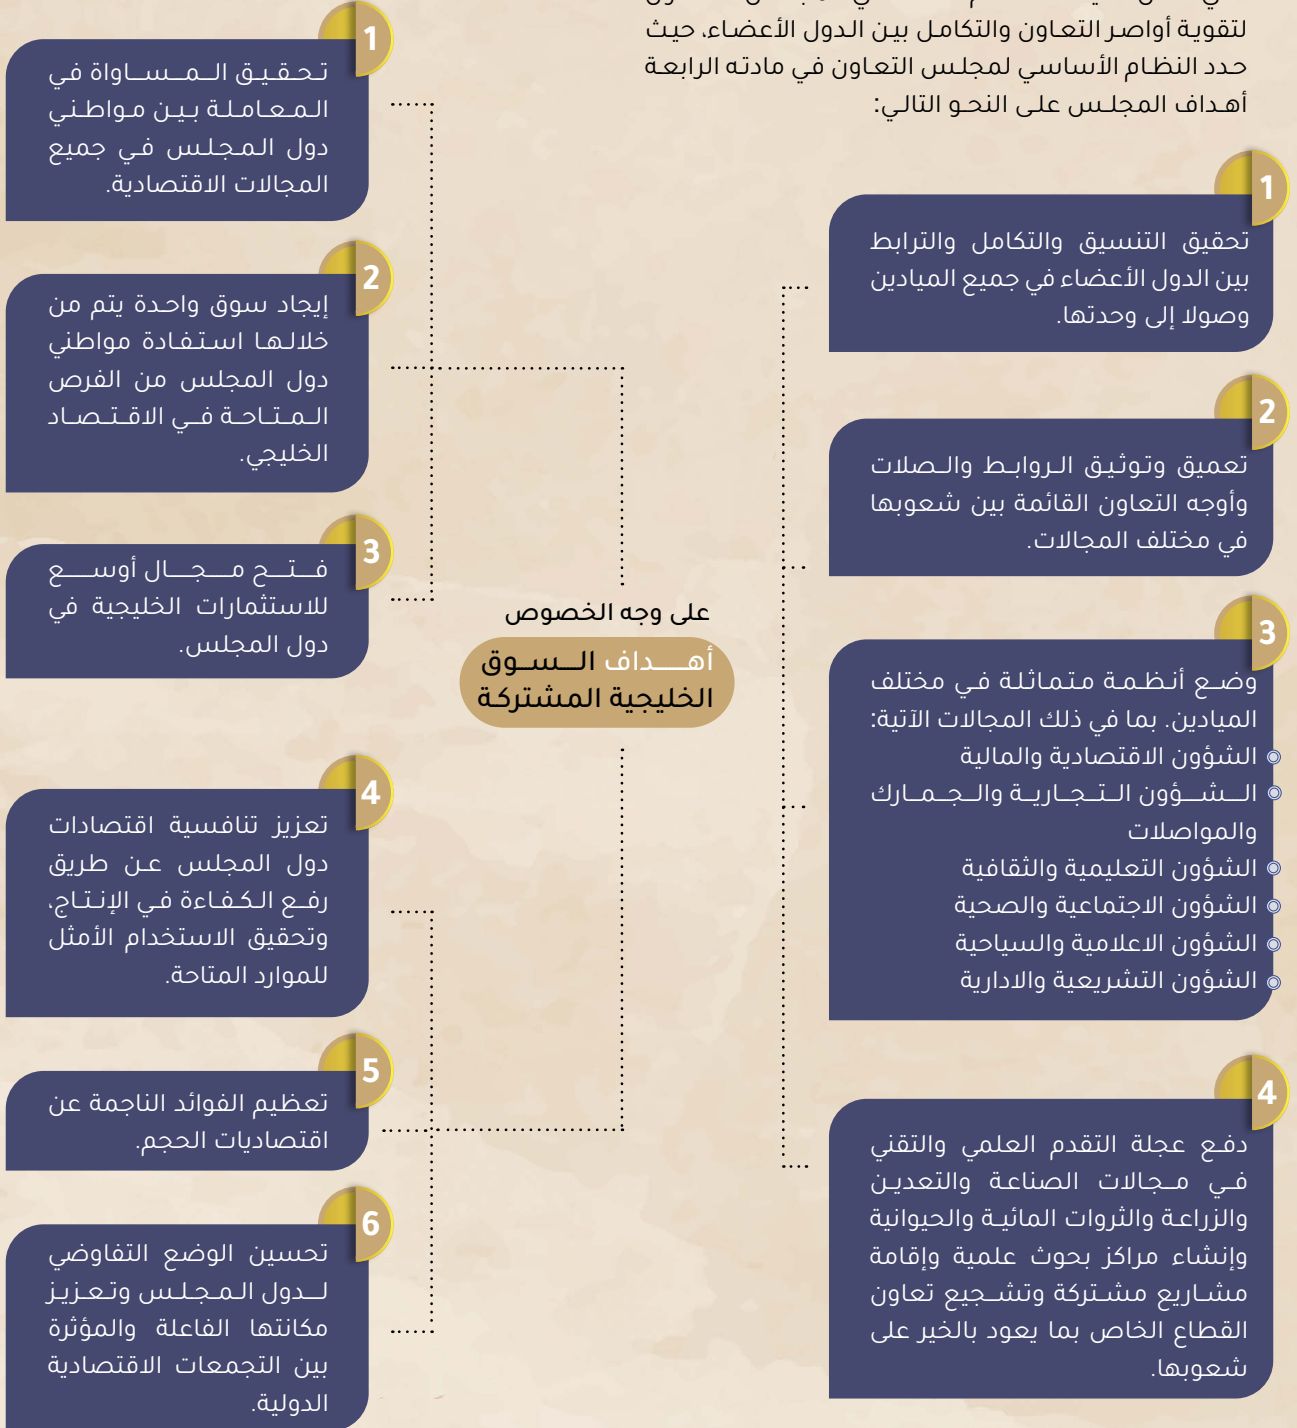 لتقوية أواصر التعاون والتكامل بين الدول الأعضاء، حيث
حدد النظام الأساسي لمجلس التعاون في مادته الرابعة
أهداف المجلس على النحو التالي:
1
تحقيق التنسيق والتكامل والترابط
بين الدول الأعضاء في جميع الميادين
وصولا إلى وحدتها.
2
تعميق وتوثيق الروابط والصلات
وأوجه التعاون القائمة بين شعوبها
في مختلف المجالات.
3
وضع أنظمة متماثلة في مختلف
الميادين. بما في ذلك المجالات الآتية:
الشؤون الاقتصادية والمالية
الشؤون التجارية والجمارك
والمواصلات
الشؤون التعليمية والثقافية
الشؤون الاجتماعية والصحية
الشؤون الاعلامية والسياحية
الشؤون التشريعية والادارية
4
دفع عجلة التقدم العلمي والتقني
في مجالات الصناعة والتعدين
والزراعة والثروات المائية والحيوانية
وإنشاء مراكز بحوث علمية وإقامة
مشاريع مشتركة وتشجيع تعاون
القطاع الخاص بما يعود بالخير على
شعوبها.
على وجه الخصوص
أهداف السوق
الخليجية المشتركة
1
تحقيق المساواة في
المعاملة بين مواطني
دول المجلس في جميع
المجالات الاقتصادية.
2
إيجاد سوق واحدة يتم من
خلالها استفادة مواطني
دول المجلس من الفرص
المتاحة في الاقتصاد
الخليجي.
3
فتح مجال أوسع
للاستثمارات الخليجية في
دول المجلس.
4
تعزيز تنافسية اقتصادات
دول المجلس عن طريق
رفع الكفاءة في الإنتاج،
وتحقيق الاستخدام الأمثل
للموارد المتاحة.
5
تعظيم الفوائد الناجمة عن
اقتصاديات الحجم.
6
تحسين الوضع التفاوضي
لدول المجلس وتعزيز
مكانتها الفاعلة والمؤثرة
بين التجمعات الاقتصادية
الدولية.